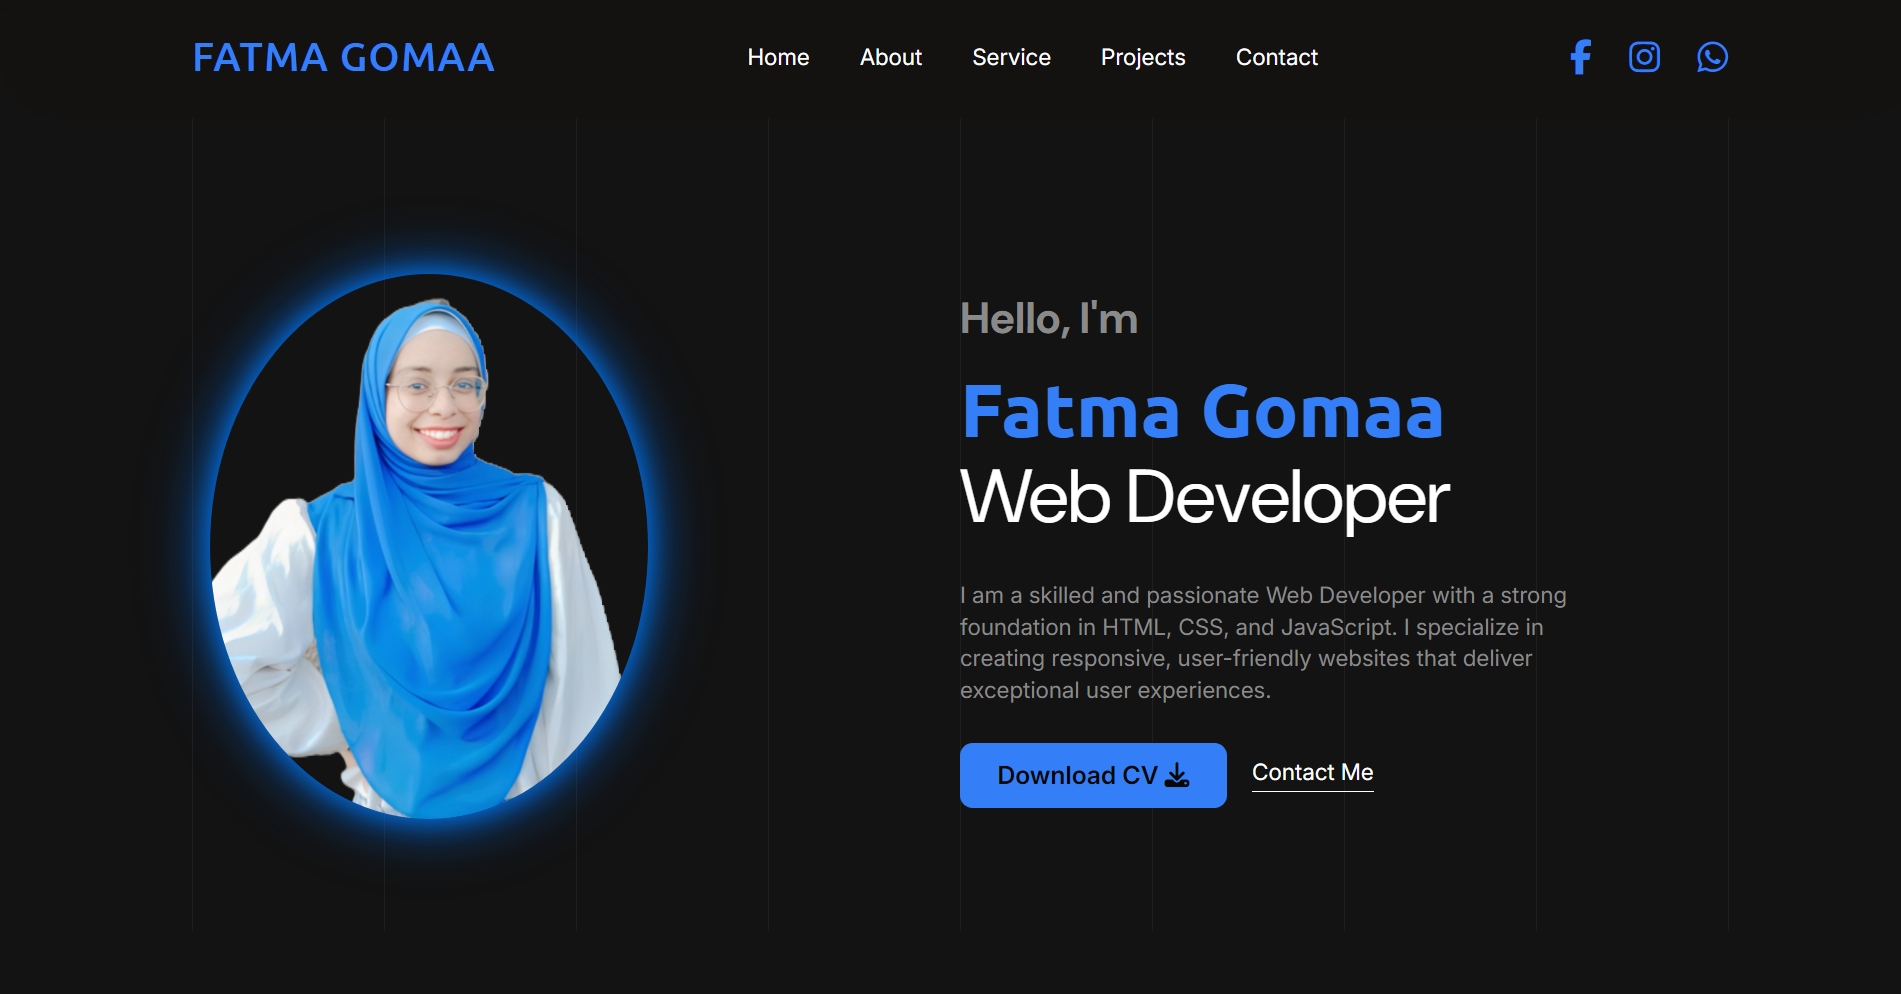 FATMA GOMAA
Home About Service Projects Contact
Hello, I'm
Fatma Gomaa
Web Developer
I am a skilled and passionate Web Developer with a strong
foundation in HTML, CSS, and JavaScript. I specialize in
creating responsive, user-friendly websites that deliver
exceptional user experiences.
Download CV
Contact Me